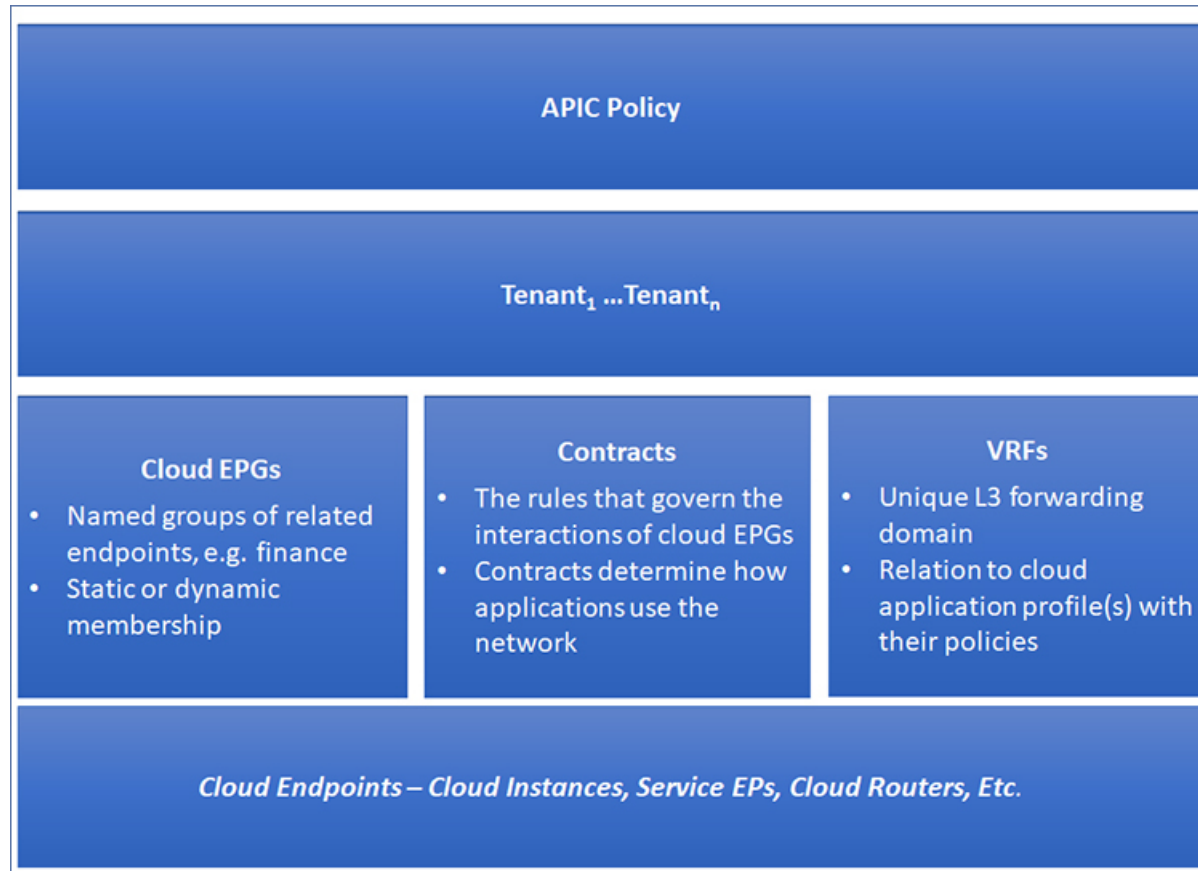 APIC Policy
Tenant₁ ...Tenantₙ
Cloud EPGs
• Named groups of related
endpoints, e.g. finance
• Static or dynamic
membership
Contracts
• The rules that govern the
interactions of cloud EPGs
• Contracts determine how
applications use the
network
VRFs
• Unique L3 forwarding
domain
• Relation to cloud
application profile(s) with
their policies
Cloud Endpoints – Cloud Instances, Service EPs, Cloud Routers, Etc.